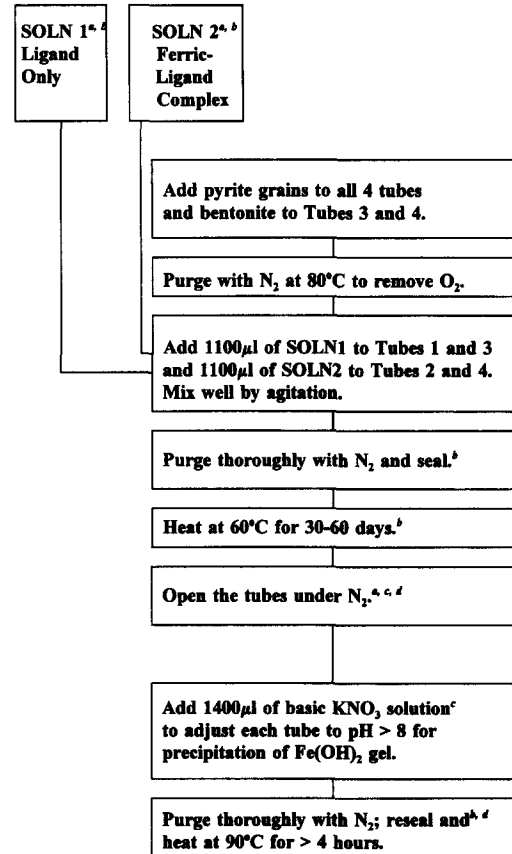 SOLN 1a, b
Ligand
Only
SOLN 2a, b
Ferric-
Ligand
Complex
Add pyrite grains to all 4 tubes
and bentonite to Tubes 3 and 4.
Purge with N2 at 80°C to remove O2.
Add 1100µl of SOLN1 to Tubes 1 and 3
and 1100µl of SOLN2 to Tubes 2 and 4.
Mix well by agitation.
Purge thoroughly with N2 and seal.b
Heat at 60°C for 30-60 days.b
Open the tubes under N2.a, c, d
Add 1400µl of basic KNO3 solutionc
to adjust each tube to pH > 8 for
precipitation of Fe(OH)2 gel.
Purge thoroughly with N2; reseal andb, d
heat at 90°C for > 4 hours.